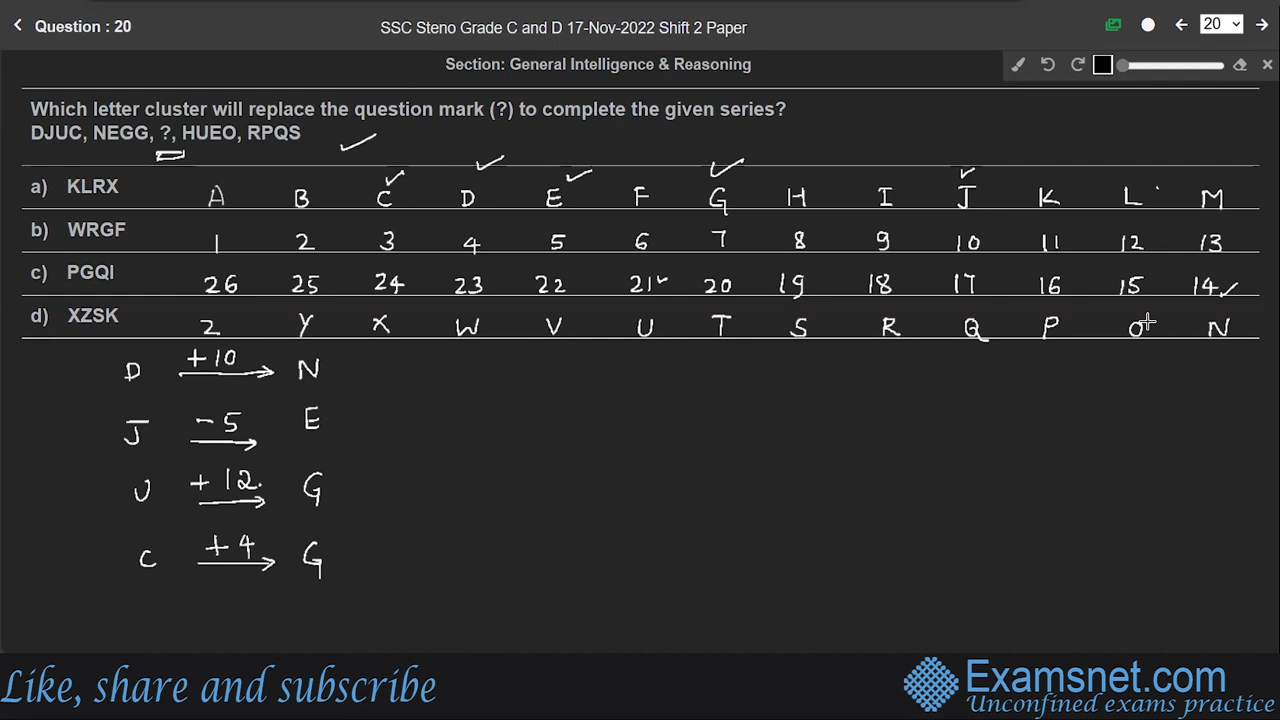 Question : 20
SSC Steno Grade C and D 17-Nov-2022 Shift 2 Paper
20
Section: General Intelligence & Reasoning
Which letter cluster will replace the question mark (?) to complete the given series?
DJUC, NEGG, ?, HUEO, RPQS
a) KLRX
A B C D E F G H I J K L M
b) WRGF
1 2 3 4 5 6 7 8 9 10 11 12 13
c) PGQI
26 25 24 23 22 21 20 19 18 17 16 15 14
d) XZSK
Z Y X W V U T S R Q P O N
D +10 N
J -5 E
U +12 G
C +4 G
Like, share and subscribe
Examsnet.com
Unconfined exams practice